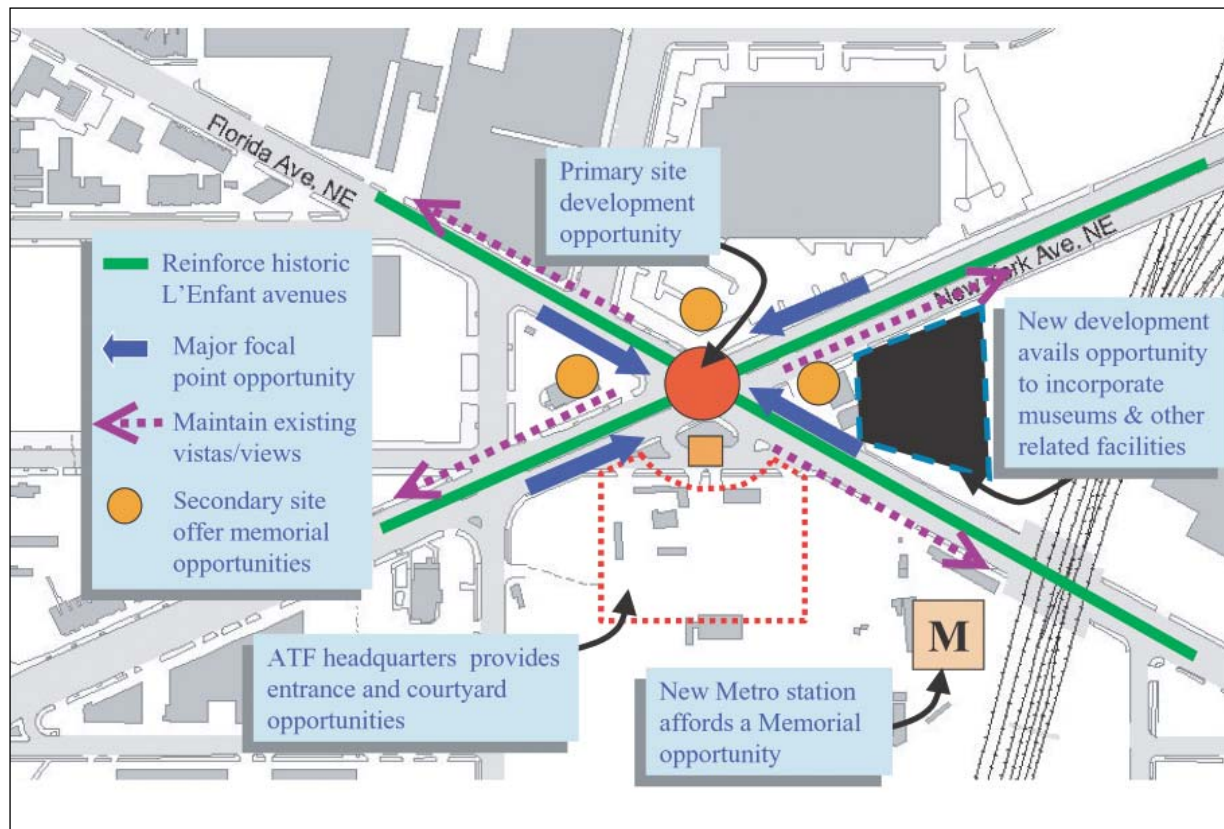 Florida Ave, NE
Primary site
development
opportunity
New York Ave, NE
Reinforce historic
L'Enfant avenues
Major focal
point opportunity
Maintain existing
vistas/views
Secondary site
offer memorial
opportunities
New development
avails opportunity
to incorporate
museums & other
related facilities
ATF headquarters provides
entrance and courtyard
opportunities
M
New Metro station
affords a Memorial
opportunity